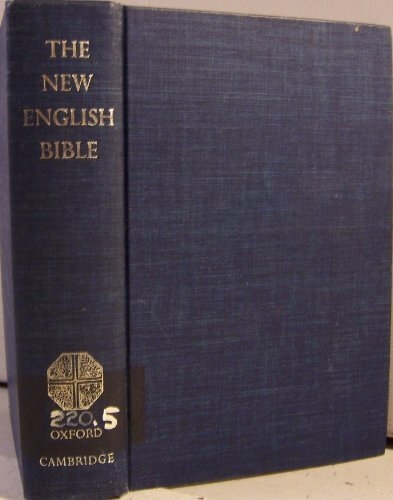 THE
NEW
ENGLISH
BIBLE
220.5
OXFORD
CAMBRIDGE